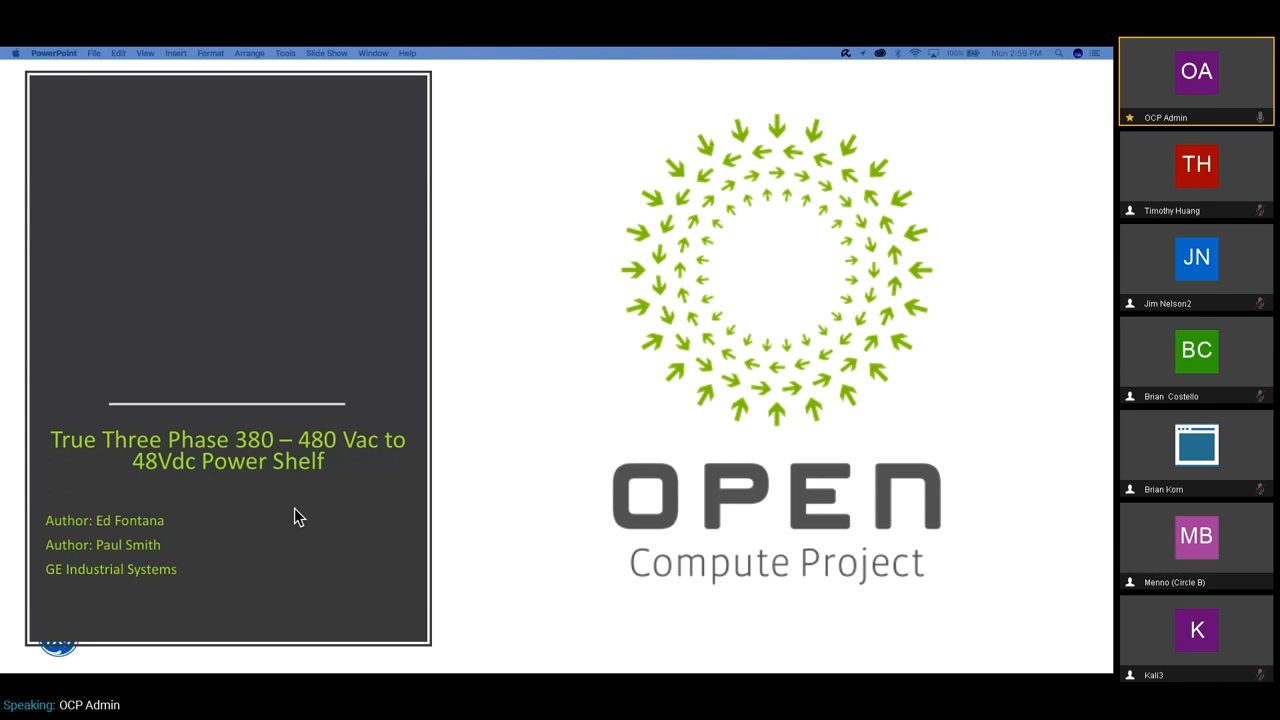 PowerPoint File Edit View Insert Format Arrange Tools Slide Show Window Help
100% Mon 2:59 PM
True Three Phase 380 – 480 Vac to
48Vdc Power Shelf
Author: Ed Fontana
Author: Paul Smith
GE Industrial Systems
OPEN
Compute Project
OA
OCP Admin
TH
Timothy Huang
JN
Jim Nelson2
BC
Brian Costello
Brian Korn
MB
Menno (Circle B)
K
Kali3
Speaking: OCP Admin